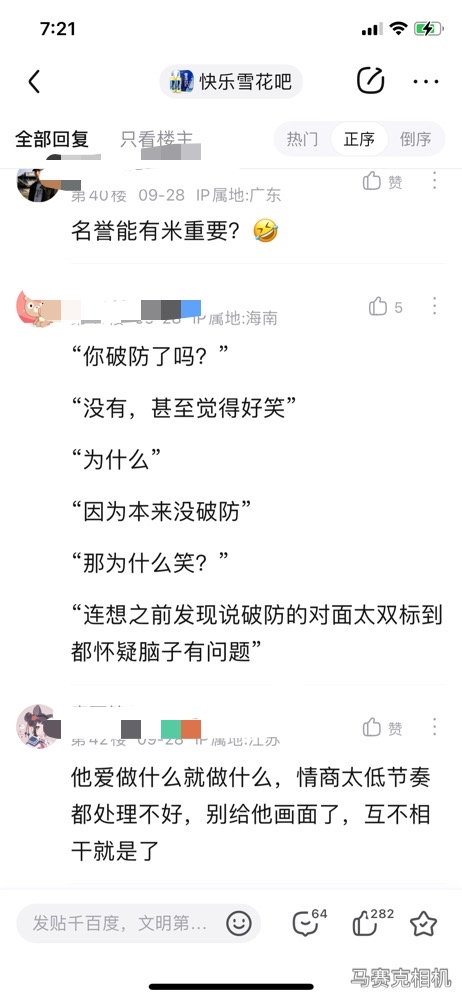 7:21
快乐雪花吧
全部回复 只看楼主 热门 正序 倒序
第40楼 09-28 IP属地:广东 赞
名誉能有米重要？🤣
09-28 IP属地:海南 5
“你破防了吗？”
“没有，甚至觉得好笑”
“为什么”
“因为本来没破防”
“那为什么笑？”
“连想之前发现说破防的对面太双标到
都怀疑脑子有问题”
第42楼 09-28 IP属地:江苏 赞
他爱做什么就做什么，情商太低节奏
都处理不好，别给他画面了，互不相
干就是了
发贴千百度，文明第... 64 282
马赛克相机